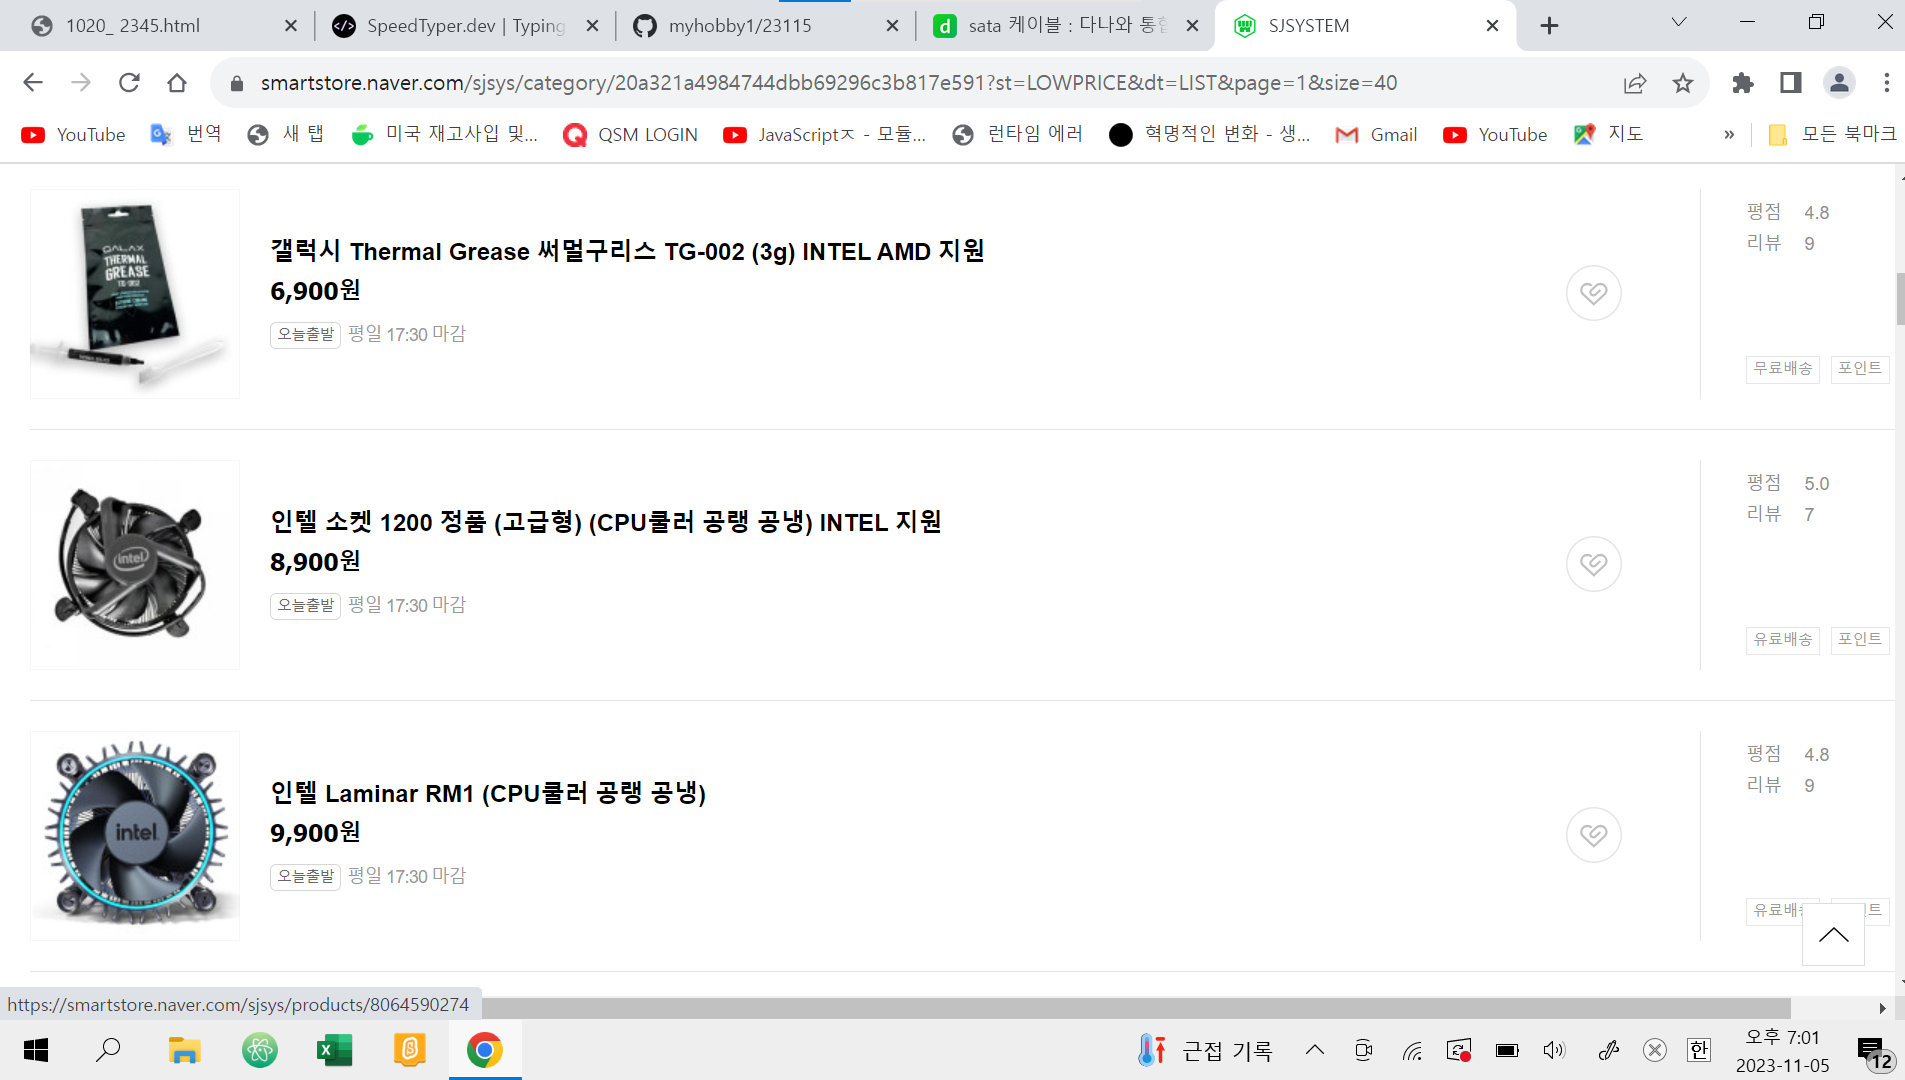 1020_ 2345.html
SpeedTyper.dev | Typing
myhobby1/23115
sata 케이블 : 다나와 통합
SJSYSTEM
smartstore.naver.com/sjsys/category/20a321a4984744dbb69296c3b817e591?st=LOWPRICE&dt=LIST&page=1&size=40
YouTube
번역
새 탭
미국 재고사입 및...
QSM LOGIN
JavaScriptㅈ - 모듈...
런타임 에러
혁명적인 변화 - 생...
Gmail
YouTube
지도
»
모든 북마크
GALAX
THERMAL
GREASE
TG-002
갤럭시 Thermal Grease 써멀구리스 TG-002 (3g) INTEL AMD 지원
6,900원
오늘출발 평일 17:30 마감
평점 4.8
리뷰 9
무료배송 포인트
intel
인텔 소켓 1200 정품 (고급형) (CPU쿨러 공랭 공냉) INTEL 지원
8,900원
오늘출발 평일 17:30 마감
평점 5.0
리뷰 7
유료배송 포인트
intel
인텔 Laminar RM1 (CPU쿨러 공랭 공냉)
9,900원
오늘출발 평일 17:30 마감
평점 4.8
리뷰 9
유료배
인트
https://smartstore.naver.com/sjsys/products/8064590274
근접 기록
한
오후 7:01
2023-11-05
12